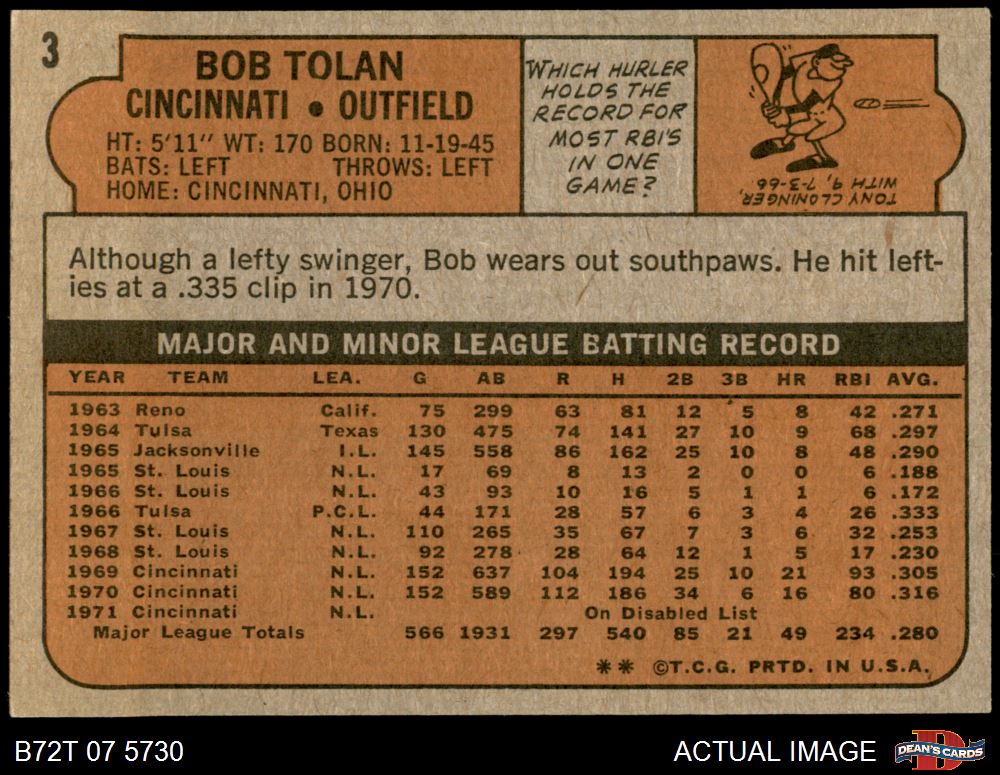 3
BOB TOLAN
CINCINNATI • OUTFIELD
HT: 5'11" WT: 170 BORN: 11-19-45
BATS: LEFT THROWS: LEFT
HOME: CINCINNATI, OHIO
WHICH HURLER
HOLDS THE
RECORD FOR
MOST RBI'S
IN ONE
GAME?
TONY CLONINGER,
WITH 9, 7-3-66
Although a lefty swinger, Bob wears out southpaws. He hit left-
ies at a .335 clip in 1970.
MAJOR AND MINOR LEAGUE BATTING RECORD
YEAR TEAM LEA. G AB R H 2B 3B HR RBI AVG.
1963 Reno Calif. 75 299 63 81 12 5 8 42 .271
1964 Tulsa Texas 130 475 74 141 27 10 9 68 .297
1965 Jacksonville I.L. 145 558 86 162 25 10 8 48 .290
1965 St. Louis N.L. 17 69 8 13 2 0 0 6 .188
1966 St. Louis N.L. 43 93 10 16 5 1 1 6 .172
1966 Tulsa P.C.L. 44 171 28 57 6 3 4 26 .333
1967 St. Louis N.L. 110 265 35 67 7 3 6 32 .253
1968 St. Louis N.L. 92 278 28 64 12 1 5 17 .230
1969 Cincinnati N.L. 152 637 104 194 25 10 21 93 .305
1970 Cincinnati N.L. 152 589 112 186 34 6 16 80 .316
1971 Cincinnati N.L. On Disabled List
Major League Totals 566 1931 297 540 85 21 49 234 .280
** ©T.C.G. PRTD. IN U.S.A.
B72T 07 5730
ACTUAL IMAGE
DEAN'S CARDS